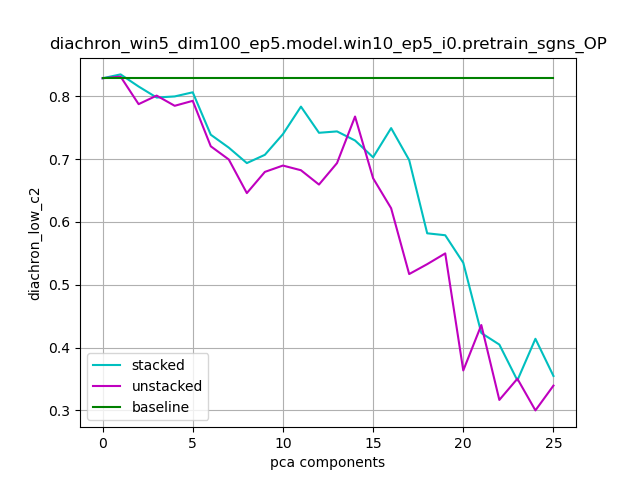 diachron_win5_dim100_ep5.model.win10_ep5_i0.pretrain_sgns_OP
diachron_low_c2
0.8
0.7
0.6
0.5
0.4
0.3
stacked
unstacked
baseline
0 5 10 15 20 25
pca components